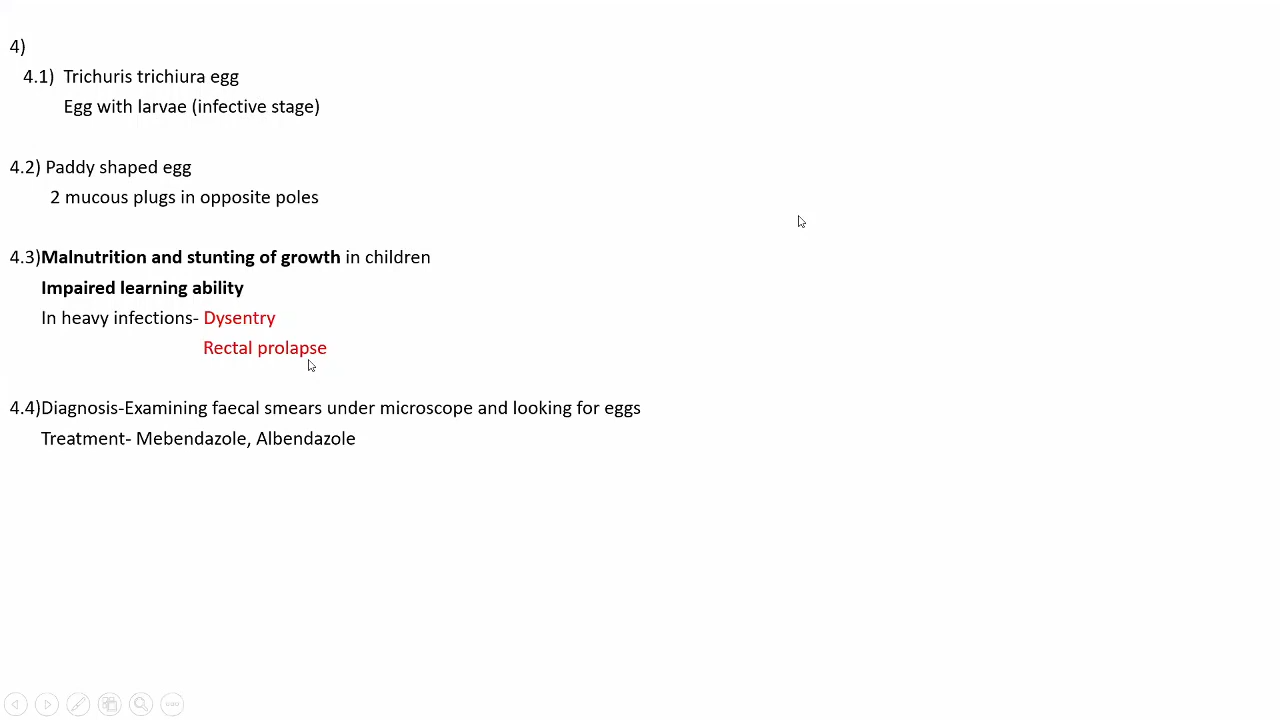 4)
4.1) Trichuris trichiura egg
Egg with larvae (infective stage)
4.2) Paddy shaped egg
2 mucous plugs in opposite poles
4.3)Malnutrition and stunting of growth in children
Impaired learning ability
In heavy infections- Dysentry
Rectal prolapse
4.4)Diagnosis-Examining faecal smears under microscope and looking for eggs
Treatment- Mebendazole, Albendazole